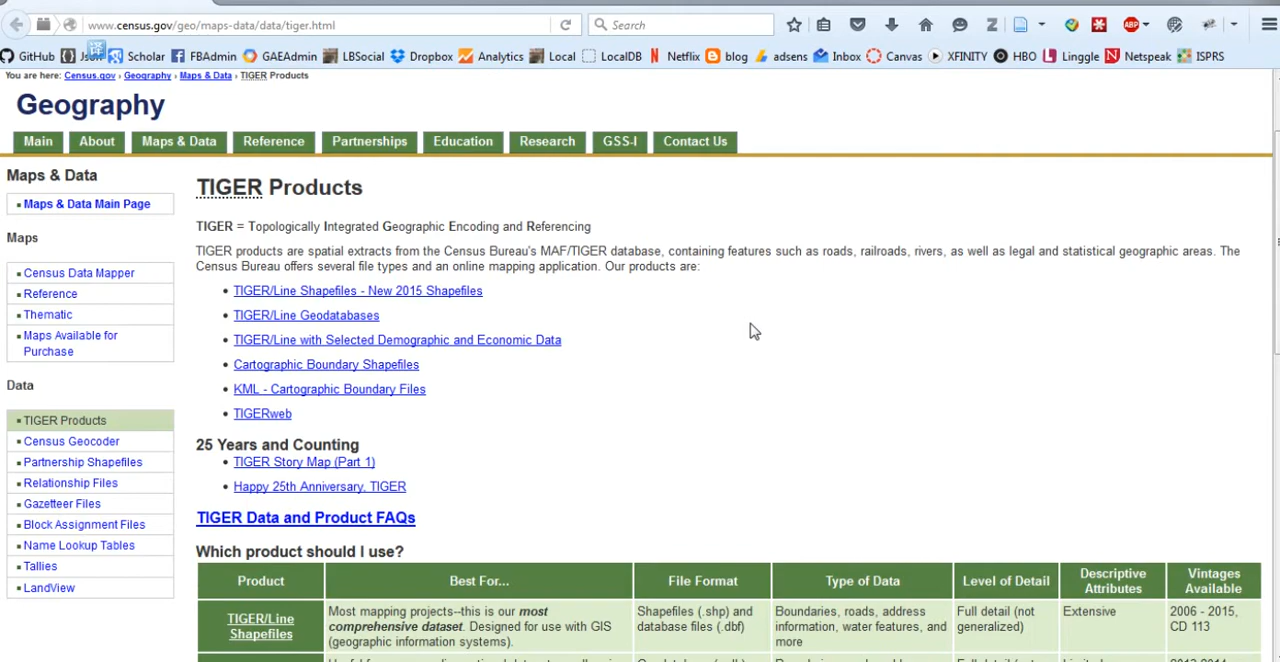 www.census.gov/geo/maps-data/data/tiger.html
Search
GitHub
Scholar
FBAdmin
GAEAdmin
LBSocial
Dropbox
Analytics
Local
LocalDB
Netflix
blog
adsens
Inbox
Canvas
XFINITY
HBO
Linggle
Netspeak
ISPRS
You are here: Census.gov › Geography › Maps & Data › TIGER Products
Geography
Main About Maps & Data Reference Partnerships Education Research GSS-I Contact Us
Maps & Data
Maps & Data Main Page
Maps
Census Data Mapper
Reference
Thematic
Maps Available for
Purchase
Data
TIGER Products
Census Geocoder
Partnership Shapefiles
Relationship Files
Gazetteer Files
Block Assignment Files
Name Lookup Tables
Tallies
LandView
TIGER Products
TIGER = Topologically Integrated Geographic Encoding and Referencing
TIGER products are spatial extracts from the Census Bureau's MAF/TIGER database, containing features such as roads, railroads, rivers, as well as legal and statistical geographic areas. The
Census Bureau offers several file types and an online mapping application. Our products are:
• TIGER/Line Shapefiles - New 2015 Shapefiles
• TIGER/Line Geodatabases
• TIGER/Line with Selected Demographic and Economic Data
• Cartographic Boundary Shapefiles
• KML - Cartographic Boundary Files
• TIGERweb
25 Years and Counting
• TIGER Story Map (Part 1)
• Happy 25th Anniversary, TIGER
TIGER Data and Product FAQs
Which product should I use?
Product
Best For...
File Format
Type of Data
Level of Detail
Descriptive
Attributes
Vintages
Available
TIGER/Line
Shapefiles
Most mapping projects--this is our most
comprehensive dataset. Designed for use with GIS
(geographic information systems).
Shapefiles (.shp) and
database files (.dbf)
Boundaries, roads, address
information, water features, and
more
Full detail (not
generalized)
Extensive
2006 - 2015,
CD 113